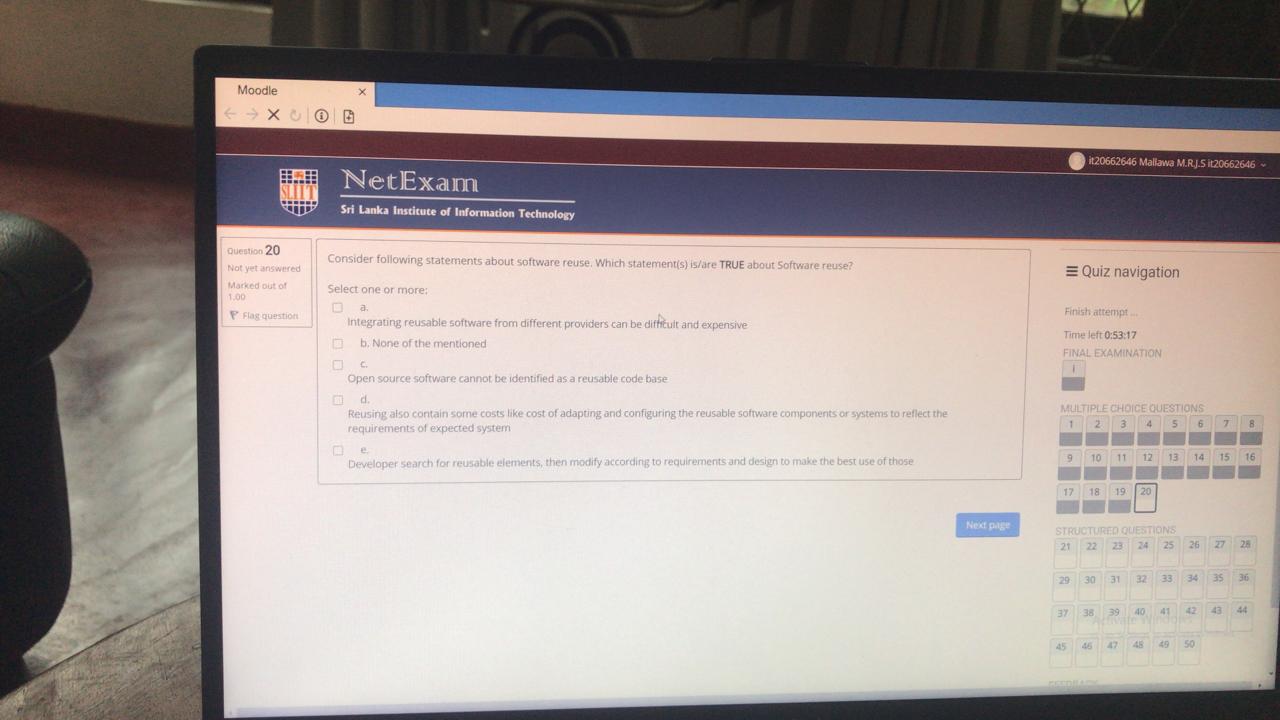 Moodle
it20662646 Mallawa M.R.J.S it20662646
SLIIT
NetExam
Sri Lanka Institute of Information Technology
Question 20
Not yet answered
Marked out of
1.00
Flag question
Consider following statements about software reuse. Which statement(s) is/are TRUE about Software reuse?
Select one or more:
a.
Integrating reusable software from different providers can be difficult and expensive
b. None of the mentioned
c.
Open source software cannot be identified as a reusable code base
d.
Reusing also contain some costs like cost of adapting and configuring the reusable software components or systems to reflect the
requirements of expected system
e.
Developer search for reusable elements, then modify according to requirements and design to make the best use of those
Next page
Quiz navigation
Finish attempt ...
Time left 0:53:17
FINAL EXAMINATION
i
MULTIPLE CHOICE QUESTIONS
1 2 3 4 5 6 7 8
9 10 11 12 13 14 15 16
17 18 19 20
STRUCTURED QUESTIONS
21 22 23 24 25 26 27 28
29 30 31 32 33 34 35 36
37 38 39 40 41 42 43 44
Activate Windows
45 46 47 48 49 50